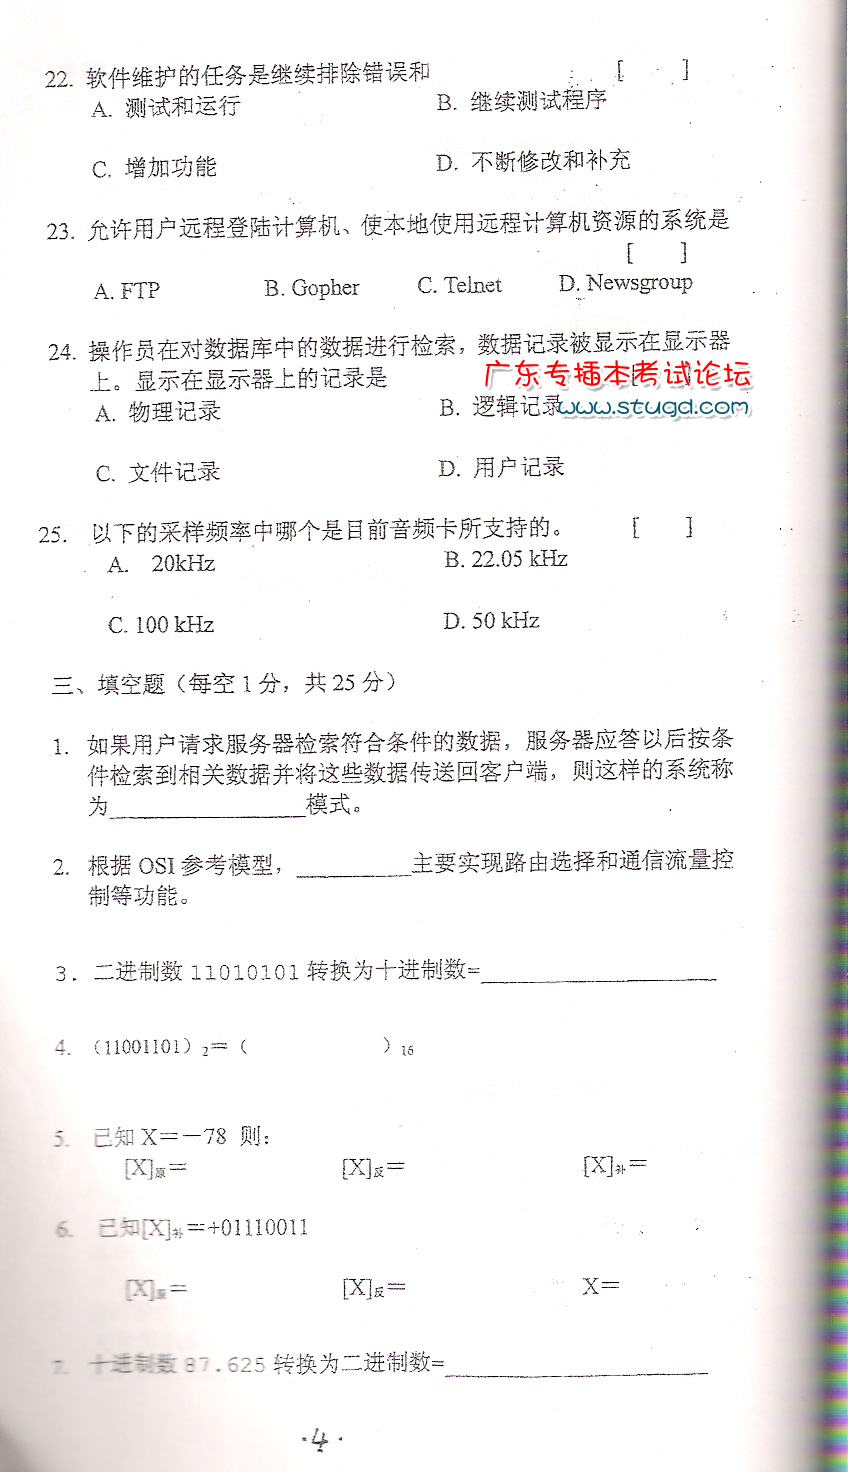 22. 软件维护的任务是继续排除错误和 [ ]
A. 测试和运行 B. 继续测试程序
C. 增加功能 D. 不断修改和补充
23. 允许用户远程登陆计算机、使本地使用远程计算机资源的系统是
[ ]
A. FTP B. Gopher C. Telnet D. Newsgroup
24. 操作员在对数据库中的数据进行检索，数据记录被显示在显示器
上。显示在显示器上的记录是 [ ]
广东专插本考试论坛
A. 物理记录 B. 逻辑记录
www.stugd.com
C. 文件记录 D. 用户记录
25. 以下的采样频率中哪个是目前音频卡所支持的。 [ ]
A. 20kHz B. 22.05 kHz
C. 100 kHz D. 50 kHz
三、填空题（每空1分，共25分）
1. 如果用户请求服务器检索符合条件的数据，服务器应答以后按条
件检索到相关数据并将这些数据传送回客户端，则这样的系统称
为________________模式。
2. 根据 OSI 参考模型，__________主要实现路由选择和通信流量控
制等功能。
3. 二进制数 11010101 转换为十进制数=____________________
4. （11001101）2＝（ ）16
5. 已知 X＝－78 则:
[X]原＝ [X]反＝ [X]补＝
6. 已知[X]补＝+01110011
[X]原＝ [X]反＝ X＝
7. 十进制数 87.625 转换为二进制数=______________________
·4·